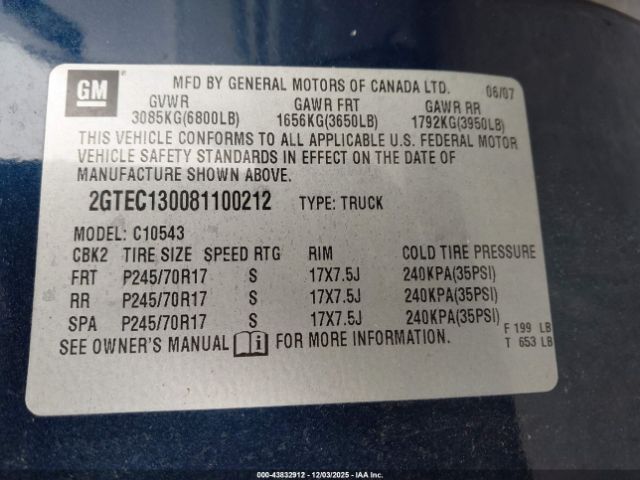 GM
MFD BY GENERAL MOTORS OF CANADA LTD. 06/07
GVWR GAWR FRT GAWR RR
3085KG(6800LB) 1656KG(3650LB) 1792KG(3950LB)
THIS VEHICLE CONFORMS TO ALL APPLICABLE U.S. FEDERAL MOTOR
VEHICLE SAFETY STANDARDS IN EFFECT ON THE DATE OF
MANUFACTURE SHOWN ABOVE.
2GTEC130081100212 TYPE: TRUCK
MODEL: C10543
CBK2 TIRE SIZE SPEED RTG RIM COLD TIRE PRESSURE
FRT P245/70R17 S 17X7.5J 240KPA(35PSI)
RR P245/70R17 S 17X7.5J 240KPA(35PSI)
SPA P245/70R17 S 17X7.5J 240KPA(35PSI)
F 199 LB
SEE OWNER'S MANUAL i FOR MORE INFORMATION. T 653 LB
000-43832912 - 12/03/2025 - IAA Inc.